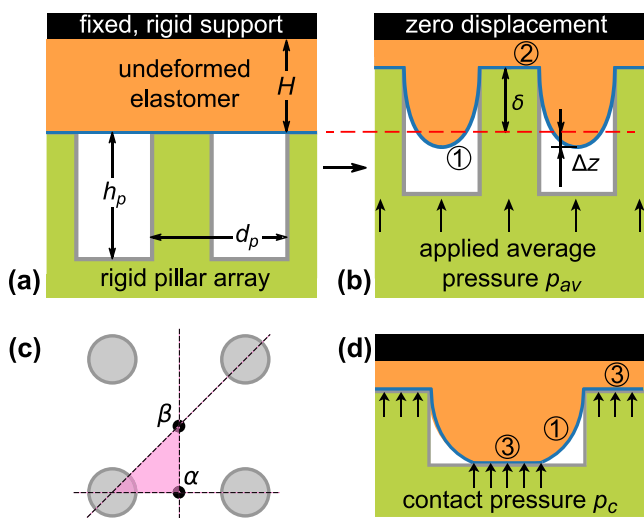 fixed, rigid support
undeformed
elastomer
H
h_p
d_p
(a)
rigid pillar array
zero displacement
②
δ
①
Δz
applied average
(b)
pressure p_av
(c)
β
α
(d)
③
①
③
contact pressure p_c